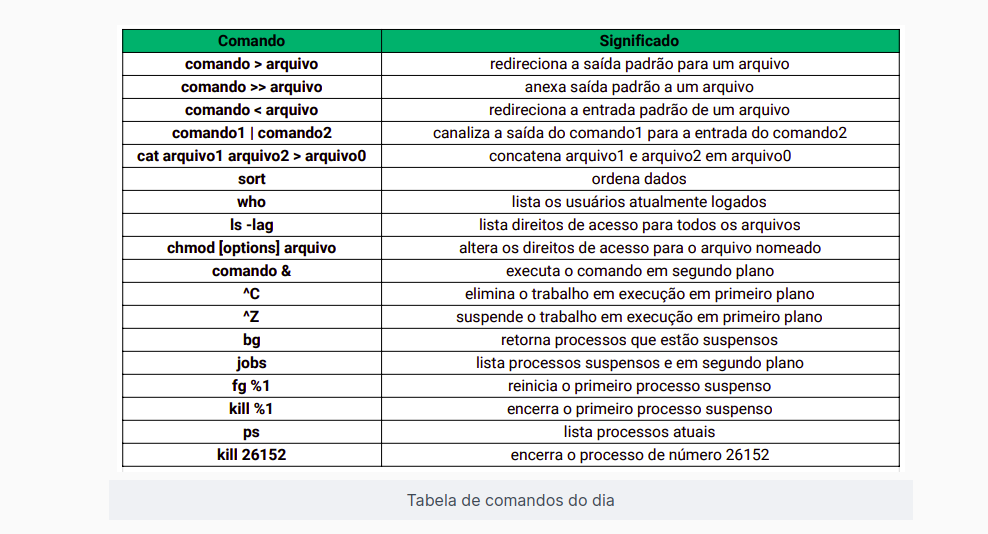 Comando Significado
comando > arquivo redireciona a saída padrão para um arquivo
comando >> arquivo anexa saída padrão a um arquivo
comando < arquivo redireciona a entrada padrão de um arquivo
comando1 | comando2 canaliza a saída do comando1 para a entrada do comando2
cat arquivo1 arquivo2 > arquivo0 concatena arquivo1 e arquivo2 em arquivo0
sort ordena dados
who lista os usuários atualmente logados
ls -lag lista direitos de acesso para todos os arquivos
chmod [options] arquivo altera os direitos de acesso para o arquivo nomeado
comando & executa o comando em segundo plano
^C elimina o trabalho em execução em primeiro plano
^Z suspende o trabalho em execução em primeiro plano
bg retorna processos que estão suspensos
jobs lista processos suspensos e em segundo plano
fg %1 reinicia o primeiro processo suspenso
kill %1 encerra o primeiro processo suspenso
ps lista processos atuais
kill 26152 encerra o processo de número 26152
Tabela de comandos do dia